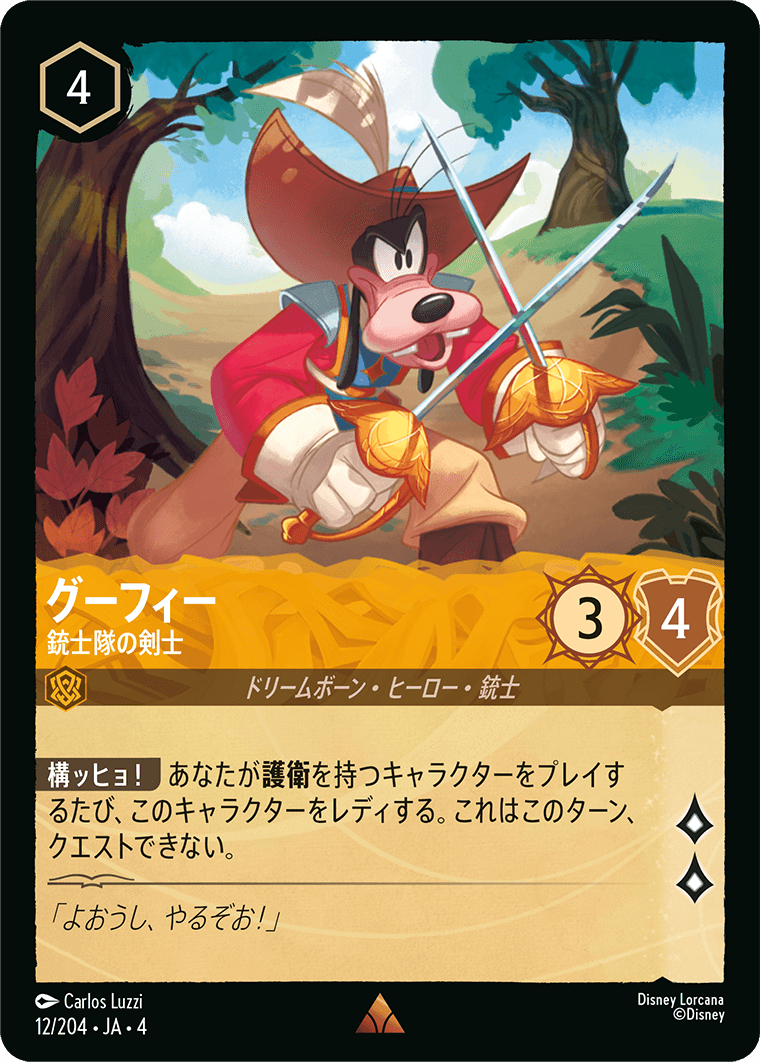 4
グーフィー
銃士隊の剣士
3
4
ドリームボーン・ヒーロー・銃士
構ッヒョ! あなたが護衛を持つキャラクターをプレイす
るたび、このキャラクターをレディする。これはこのターン、
クエストできない。
「よおうし、やるぞお!」
Carlos Luzzi
12/204・JA・4
Disney Lorcana
©Disney